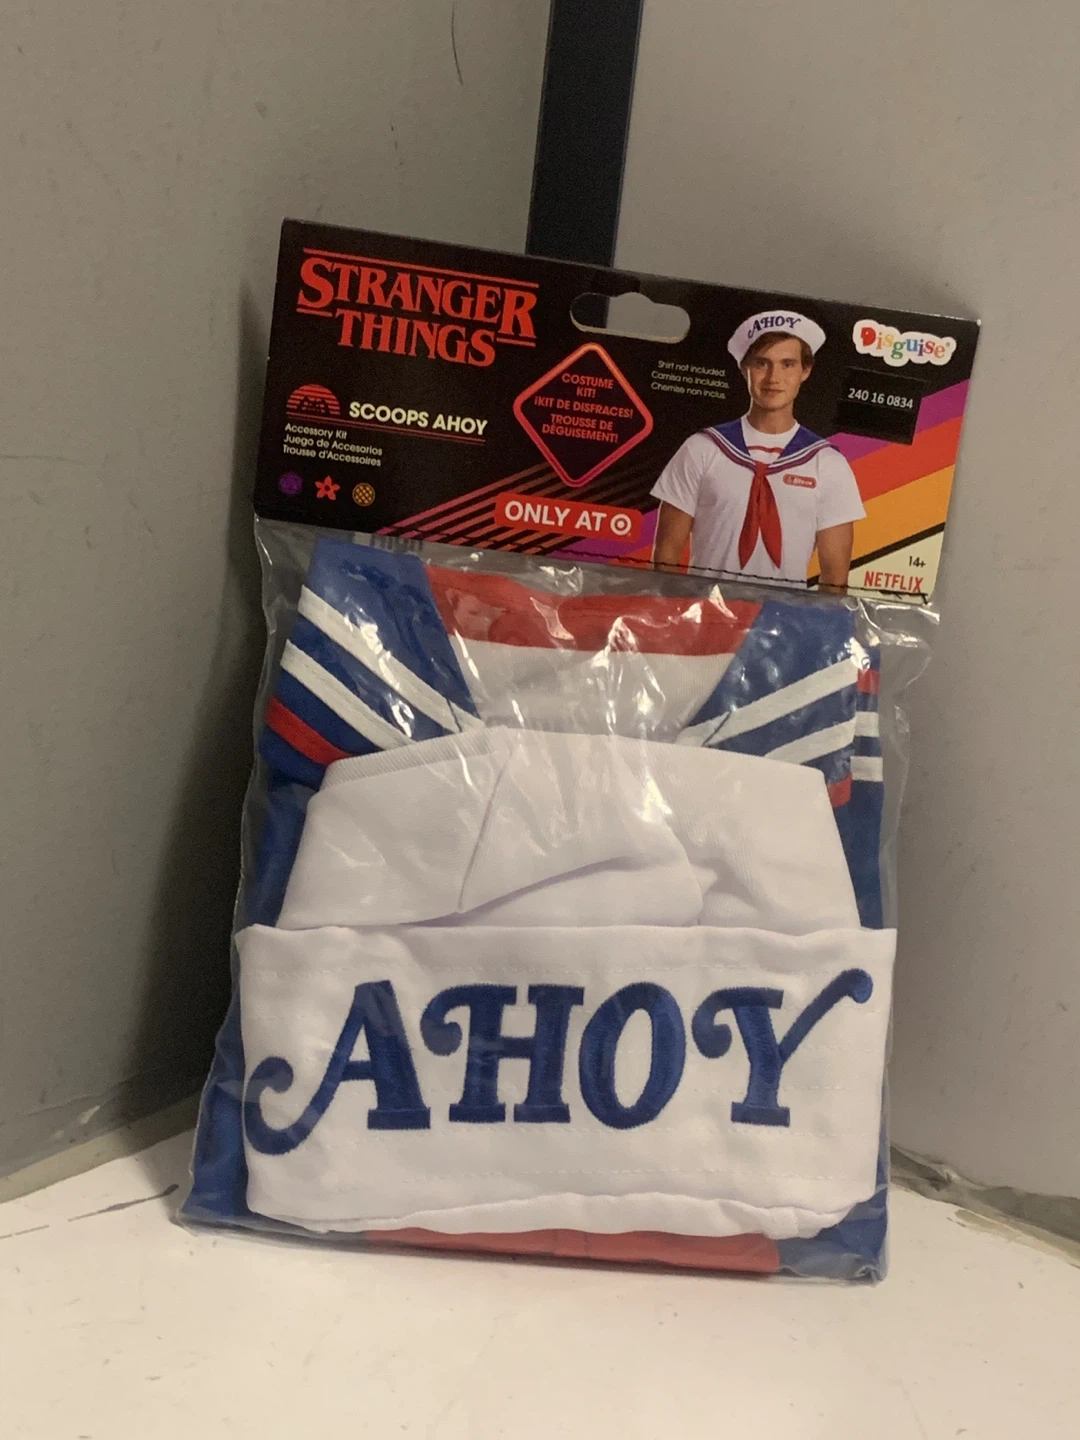 STRANGER
THINGS
SCOOPS AHOY
Accessory Kit
Juego de Accesorios
Trousse d'Accessoires
COSTUME
KIT!
¡KIT DE DISFRACES!
TROUSSE DE
DÉGUISEMENT!
ONLY AT
Shirt not included.
Camisa no incluida.
Chemise non inclus.
AHOY
Disguise
240 16 0834
14+
NETFLIX
AHOY